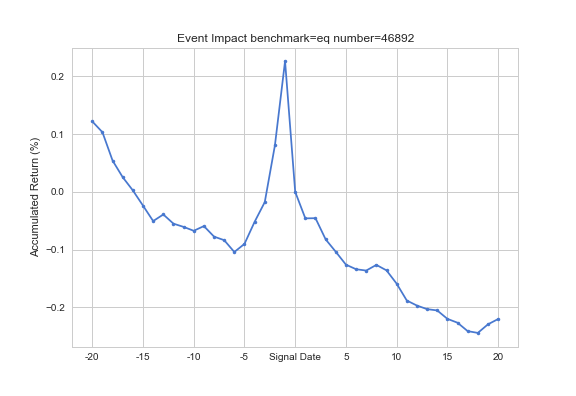 Event Impact benchmark=eq number=46892
Accumulated Return (%)
0.2
0.1
0.0
−0.1
−0.2
-20 -15 -10 -5 Signal Date 5 10 15 20